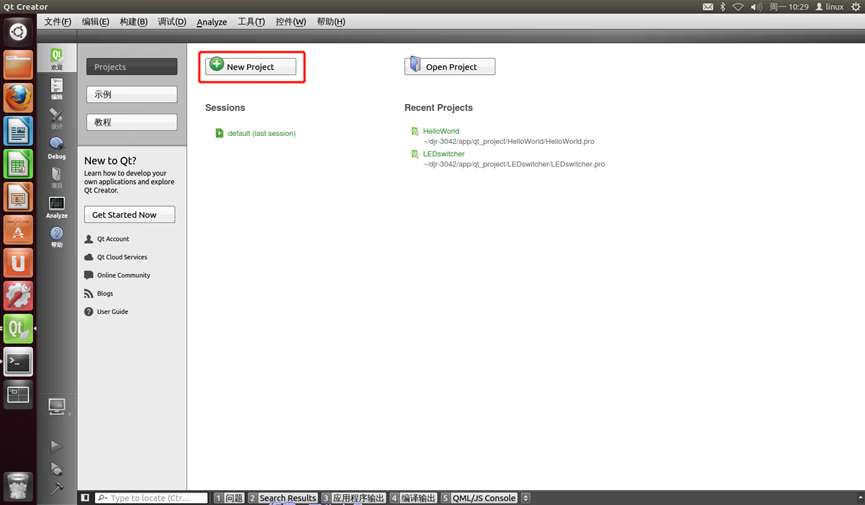 Qt Creator
周一 10:29 linux
文件(F) 编辑(E) 构建(B) 调试(D) Analyze 工具(T) 控件(W) 帮助(H)
Qt
欢迎
编辑
设计
Debug
项目
Analyze
帮助
Projects
示例
教程
New to Qt?
Learn how to develop your
own applications and explore
Qt Creator.
Get Started Now
Qt Account
Qt Cloud Services
Online Community
Blogs
User Guide
New Project
Open Project
Sessions
default (last session)
Recent Projects
HelloWorld
~/djr-3042/app/qt_project/HelloWorld/HelloWorld.pro
LEDswitcher
~/djr-3042/app/qt_project/LEDswitcher/LEDswitcher.pro
Type to locate (Ctr...
1 问题 2 Search Results 3 应用程序输出 4 编译输出 5 QML/JS Console